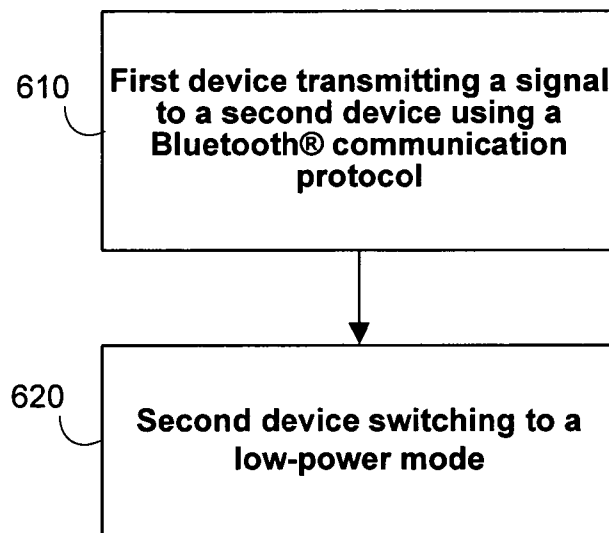 610
First device transmitting a signal
to a second device using a
Bluetooth® communication
protocol
620
Second device switching to a
low-power mode